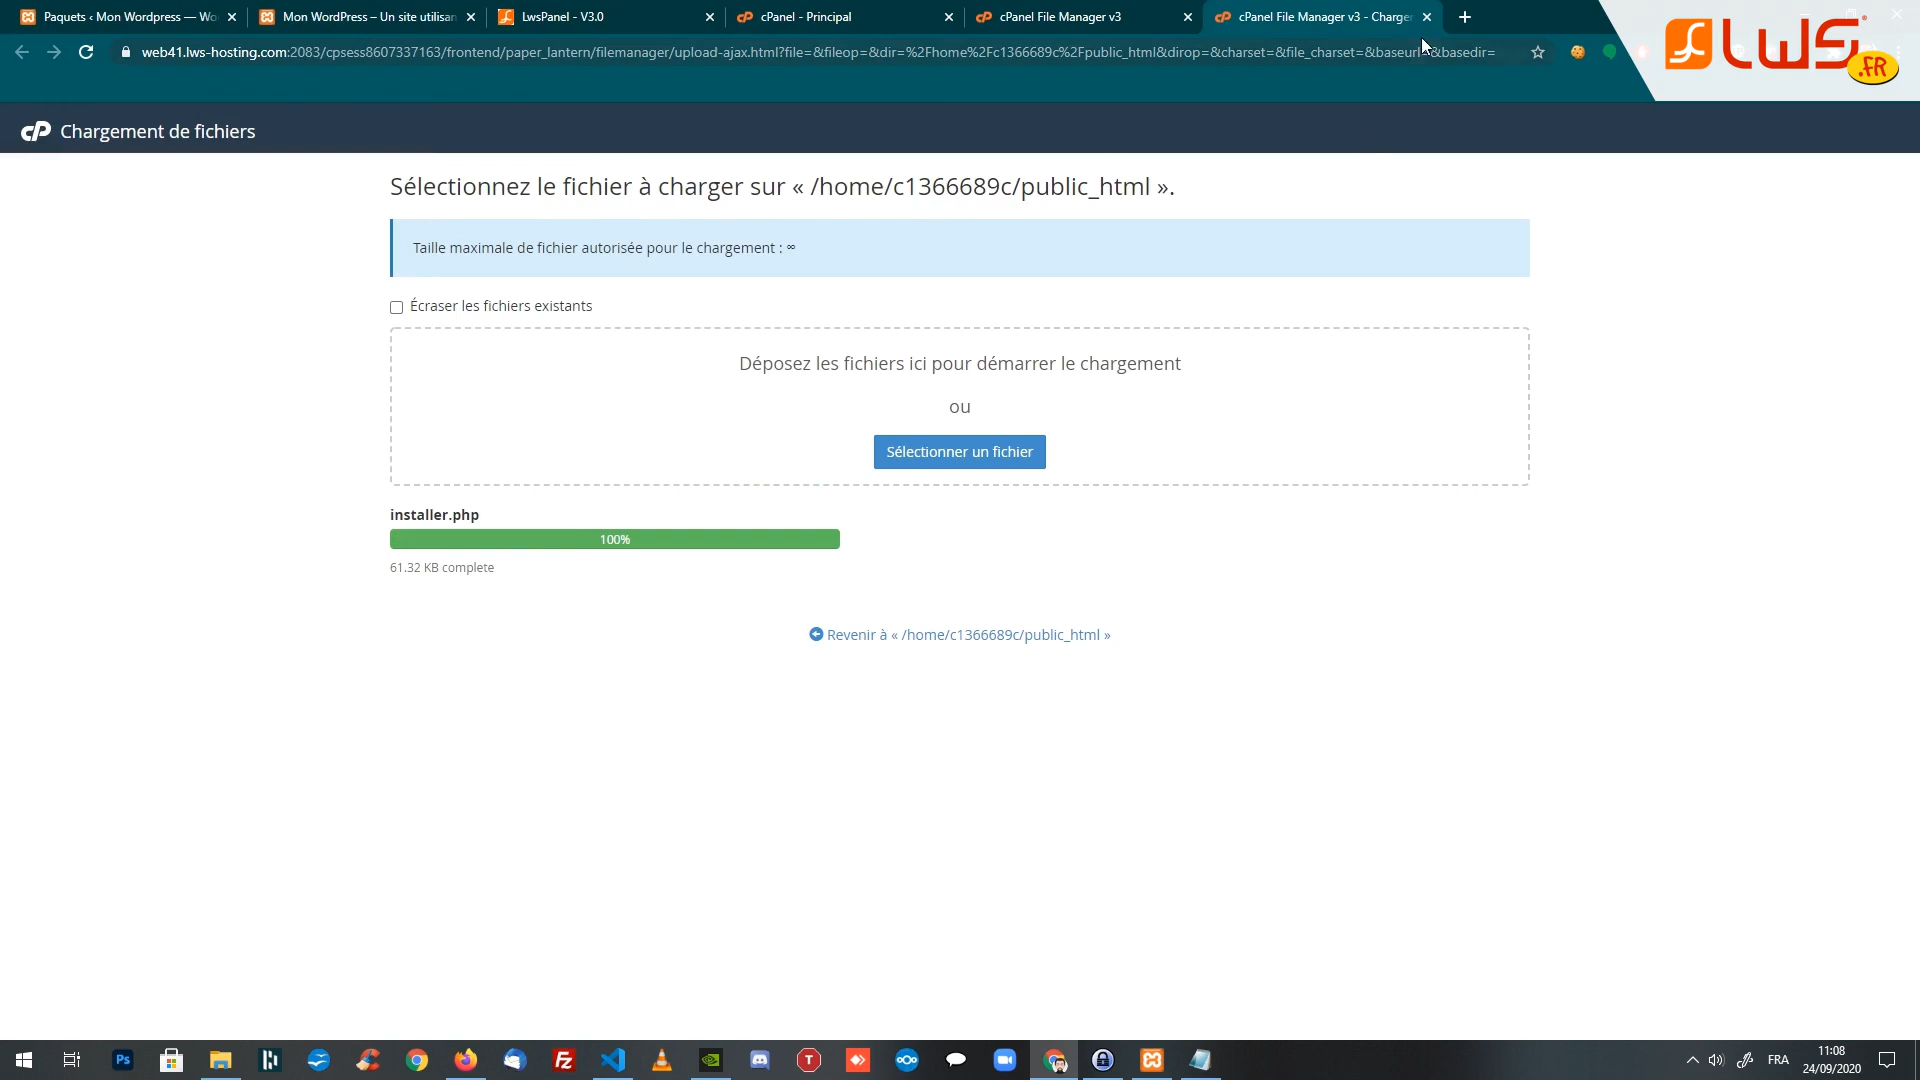 Paquets ‹ Mon Wordpress — Wo
Mon WordPress – Un site utilisan
LwsPanel - V3.0
cPanel - Principal
cPanel File Manager v3
cPanel File Manager v3 - Charge
web41.lws-hosting.com:2083/cpsess8607337163/frontend/paper_lantern/filemanager/upload-ajax.html?file=&fileop=&dir=%2Fhome%2Fc1366689c%2Fpublic_html&dirop=&charset=&file_charset=&baseurl=&basedir=
LWS .FR
cP Chargement de fichiers
Sélectionnez le fichier à charger sur « /home/c1366689c/public_html ».
Taille maximale de fichier autorisée pour le chargement : ∞
Écraser les fichiers existants
Déposez les fichiers ici pour démarrer le chargement
ou
Sélectionner un fichier
installer.php
100%
61.32 KB complete
Revenir à « /home/c1366689c/public_html »
Ps
Fz
T
FRA
11:08
24/09/2020